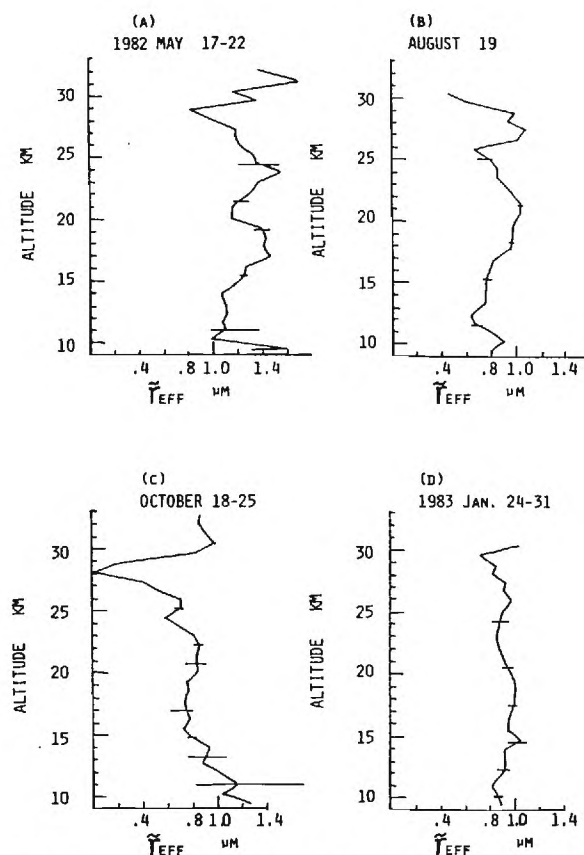 (A)
1982 MAY 17-22
30
25
20
15
10
ALTITUDE KM
.4 .8 1.0 1.4
r̃EFF μM
(B)
AUGUST 19
30
25
20
15
10
ALTITUDE KM
.4 .8 1.0 1.4
r̃EFF μM
(C)
OCTOBER 18-25
30
25
20
15
10
ALTITUDE KM
.4 .8 1.0 1.4
r̃EFF μM
(D)
1983 JAN. 24-31
30
25
20
15
10
ALTITUDE KM
.4 .8 1.0 1.4
r̃EFF μM